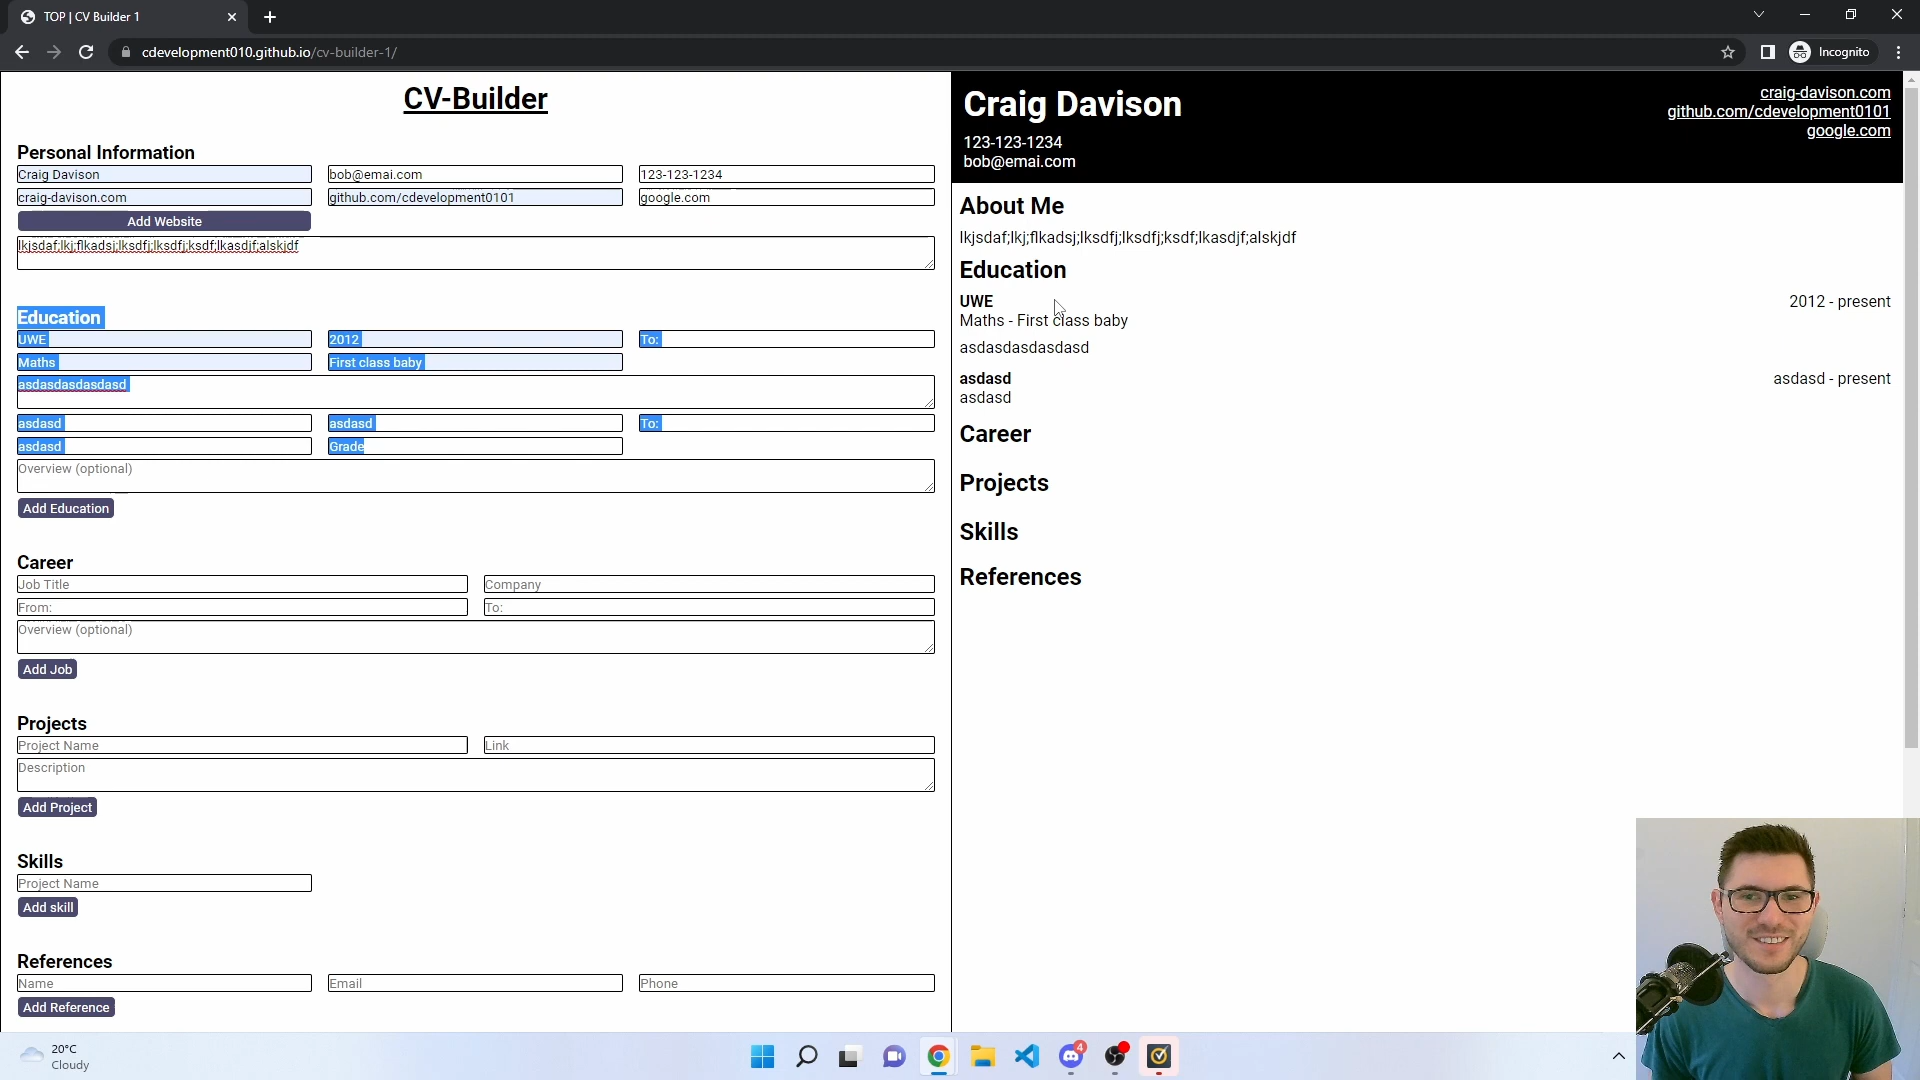 TOP | CV Builder 1
cdevelopment010.github.io/cv-builder-1/
Incognito
CV-Builder
Personal Information
Craig Davison
bob@emai.com
123-123-1234
craig-davison.com
github.com/cdevelopment0101
google.com
Add Website
lkjsdaf;lkj;flkadsj;lksdfj;lksdfj;ksdf;lkasdjf;alskjdf
Education
UWE
2012
To:
Maths
First class baby
asdasdasdasdasd
asdasd
asdasd
To:
asdasd
Grade
Overview (optional)
Add Education
Career
Job Title
Company
From:
To:
Overview (optional)
Add Job
Projects
Project Name
Link
Description
Add Project
Skills
Project Name
Add skill
References
Name
Email
Phone
Add Reference
Craig Davison
123-123-1234
bob@emai.com
craig-davison.com
github.com/cdevelopment0101
google.com
About Me
lkjsdaf;lkj;flkadsj;lksdfj;lksdfj;ksdf;lkasdjf;alskjdf
Education
UWE
2012 - present
Maths - First class baby
asdasdasdasdasd
asdasd
asdasd - present
asdasd
Career
Projects
Skills
References
20°C
Cloudy
4